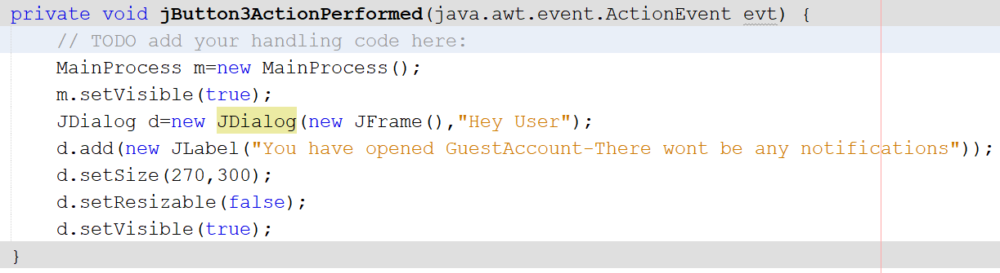 private void jButton3ActionPerformed(java.awt.event.ActionEvent evt) {
    // TODO add your handling code here:
    MainProcess m=new MainProcess();
    m.setVisible(true);
    JDialog d=new JDialog(new JFrame(),"Hey User");
    d.add(new JLabel("You have opened GuestAccount-There wont be any notifications"));
    d.setSize(270,300);
    d.setResizable(false);
    d.setVisible(true);
}